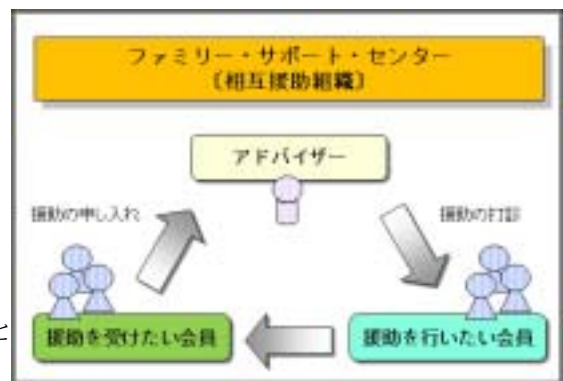 ファミリー・サポート・センター
〔相互援助組織〕
アドバイザー
援助の申し入れ
援助の打診
援助を受けたい会員
援助を行いたい会員